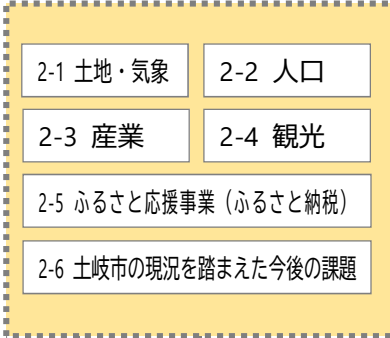 2-1 土地・気象
2-2 人口
2-3 産業
2-4 観光
2-5 ふるさと応援事業（ふるさと納税）
2-6 土岐市の現況を踏まえた今後の課題